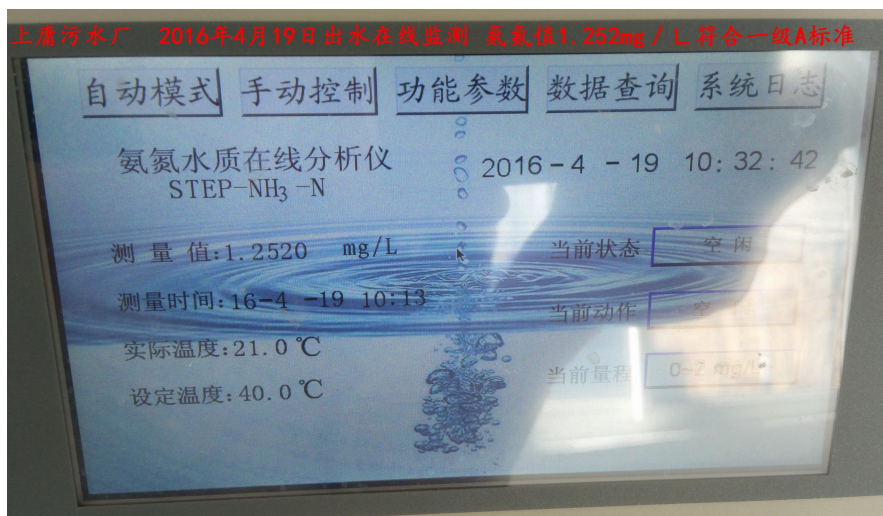 上庸污水厂 2016年4月19日出水在线监测 氨氮值1.252mg/L 符合一级A标准
自动模式 手动控制 功能参数 数据查询 系统日志
氨氮水质在线分析仪 2016-4 -19 10:32:42
STEP-NH₃-N
测 量 值:1.2520 mg/L 当前状态 空 闲
测量时间:16-4 -19 10:13 当前动作 空
实际温度:21.0℃
设定温度:40.0℃ 当前量程 0~2 mg/L